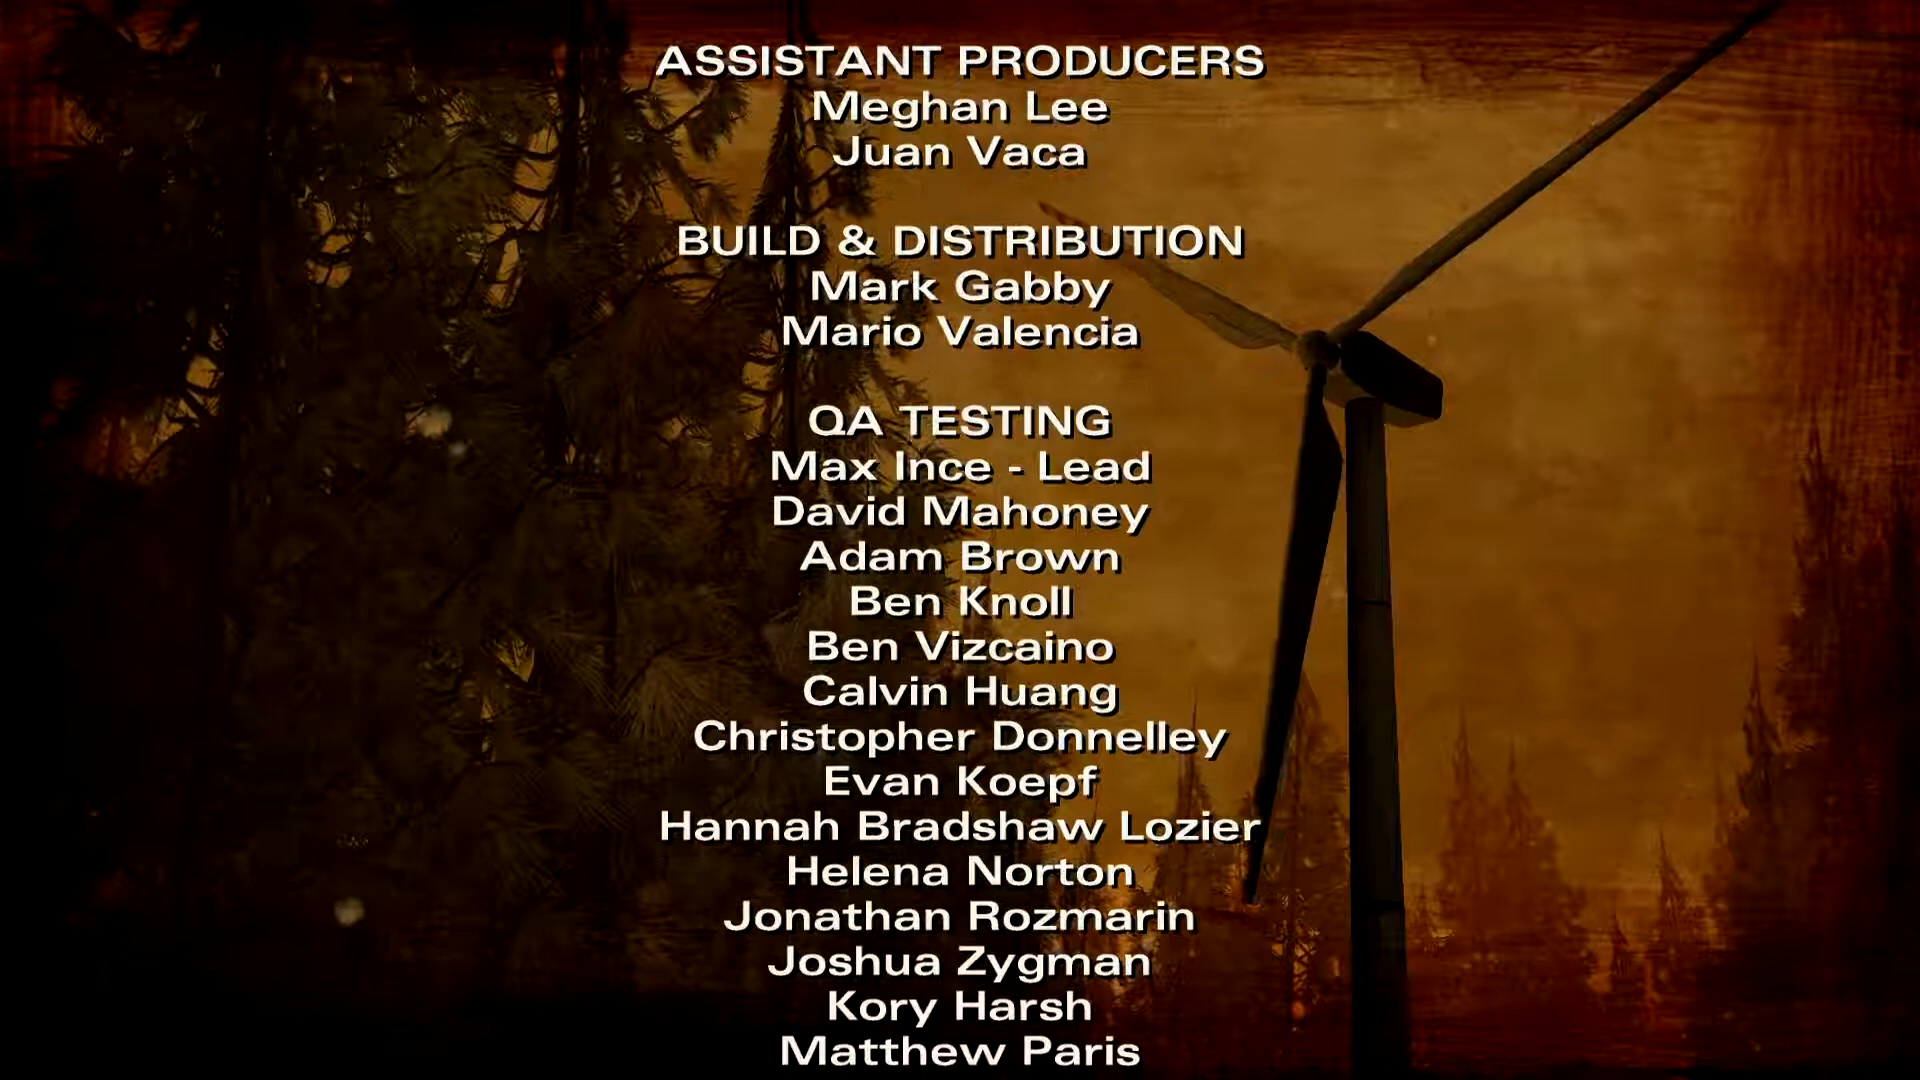 ASSISTANT PRODUCERS
Meghan Lee
Juan Vaca
BUILD & DISTRIBUTION
Mark Gabby
Mario Valencia
QA TESTING
Max Ince - Lead
David Mahoney
Adam Brown
Ben Knoll
Ben Vizcaino
Calvin Huang
Christopher Donnelley
Evan Koepf
Hannah Bradshaw Lozier
Helena Norton
Jonathan Rozmarin
Joshua Zygman
Kory Harsh
Matthew Paris